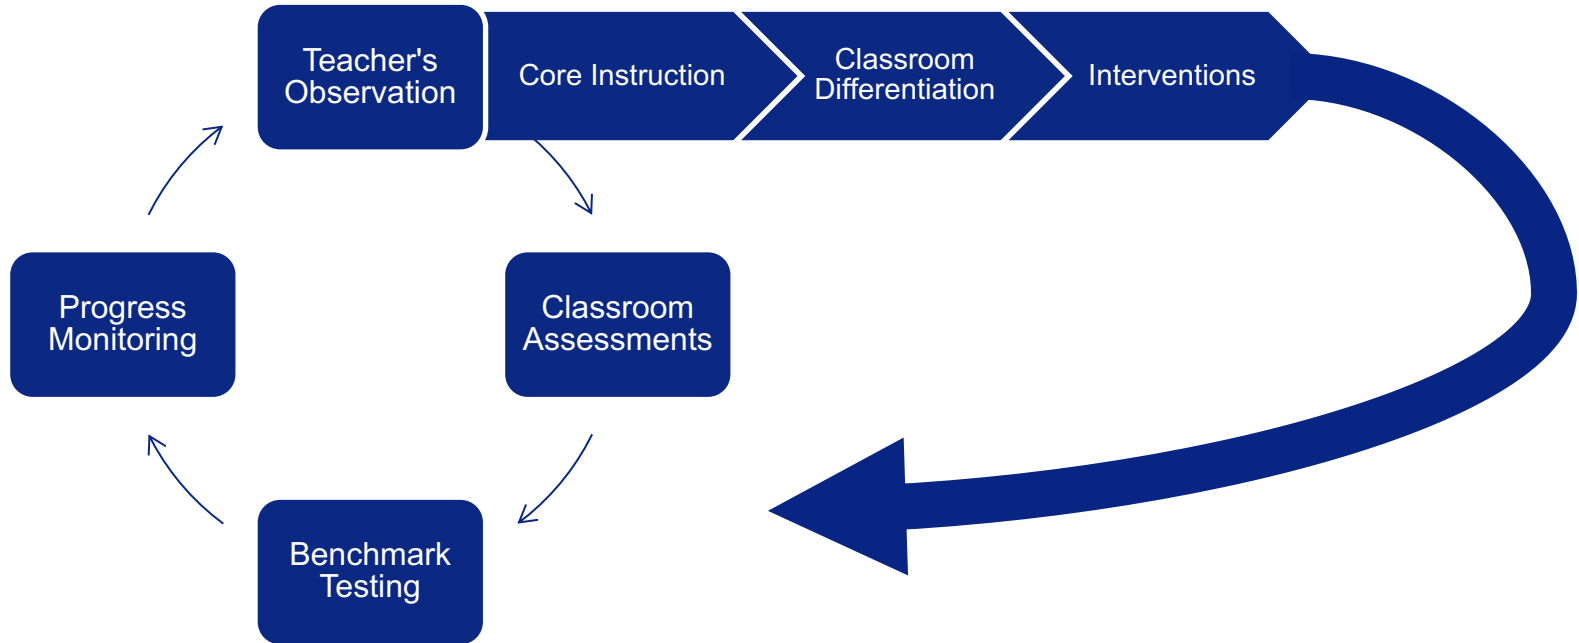 Teacher's
Observation
Core Instruction
Classroom
Differentiation
Interventions
Progress
Monitoring
Classroom
Assessments
Benchmark
Testing